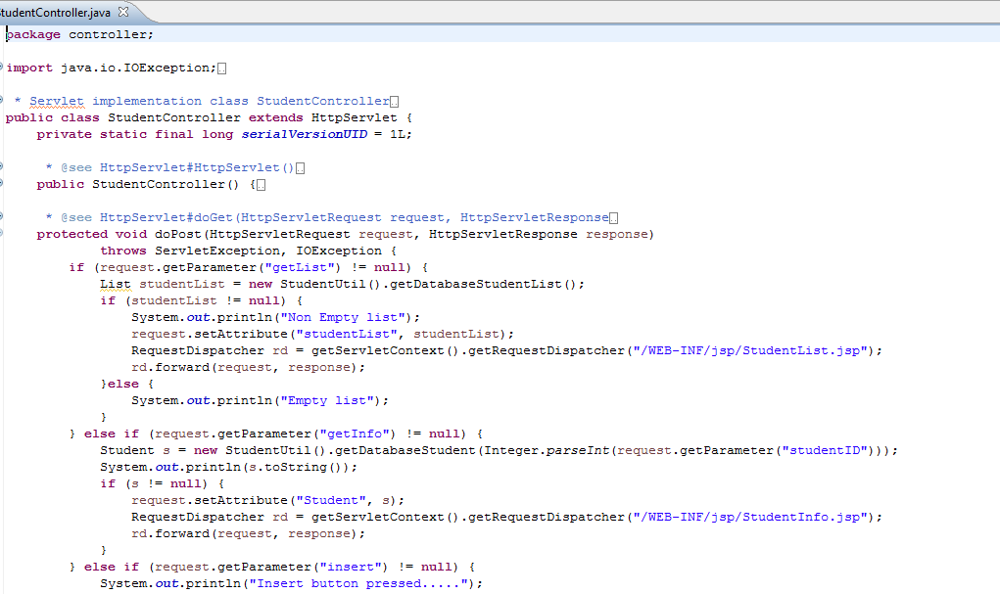 StudentController.java
package controller;
import java.io.IOException;
* Servlet implementation class StudentController
public class StudentController extends HttpServlet {
private static final long serialVersionUID = 1L;
* @see HttpServlet#HttpServlet()
public StudentController() {
* @see HttpServlet#doGet(HttpServletRequest request, HttpServletResponse
protected void doPost(HttpServletRequest request, HttpServletResponse response)
throws ServletException, IOException {
if (request.getParameter("getList") != null) {
List studentList = new StudentUtil().getDatabaseStudentList();
if (studentList != null) {
System.out.println("Non Empty list");
request.setAttribute("studentList", studentList);
RequestDispatcher rd = getServletContext().getRequestDispatcher("/WEB-INF/jsp/StudentList.jsp");
rd.forward(request, response);
}else {
System.out.println("Empty list");
}
} else if (request.getParameter("getInfo") != null) {
Student s = new StudentUtil().getDatabaseStudent(Integer.parseInt(request.getParameter("studentID")));
System.out.println(s.toString());
if (s != null) {
request.setAttribute("Student", s);
RequestDispatcher rd = getServletContext().getRequestDispatcher("/WEB-INF/jsp/StudentInfo.jsp");
rd.forward(request, response);
}
} else if (request.getParameter("insert") != null) {
System.out.println("Insert button pressed.....");